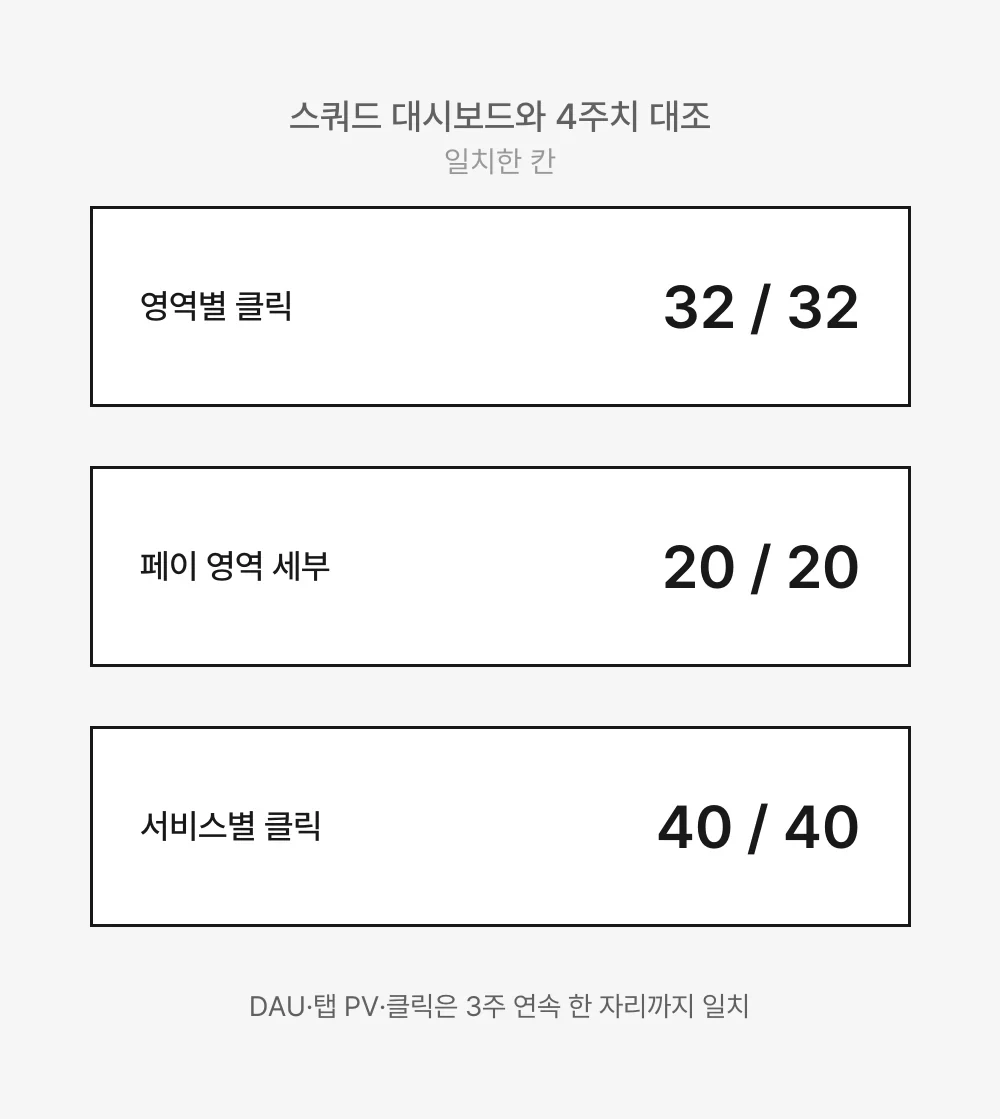 스쿼드 대시보드와 4주치 대조
일치한 칸
영역별 클릭
32 / 32
페이 영역 세부
20 / 20
서비스별 클릭
40 / 40
DAU·탭 PV·클릭은 3주 연속 한 자리까지 일치